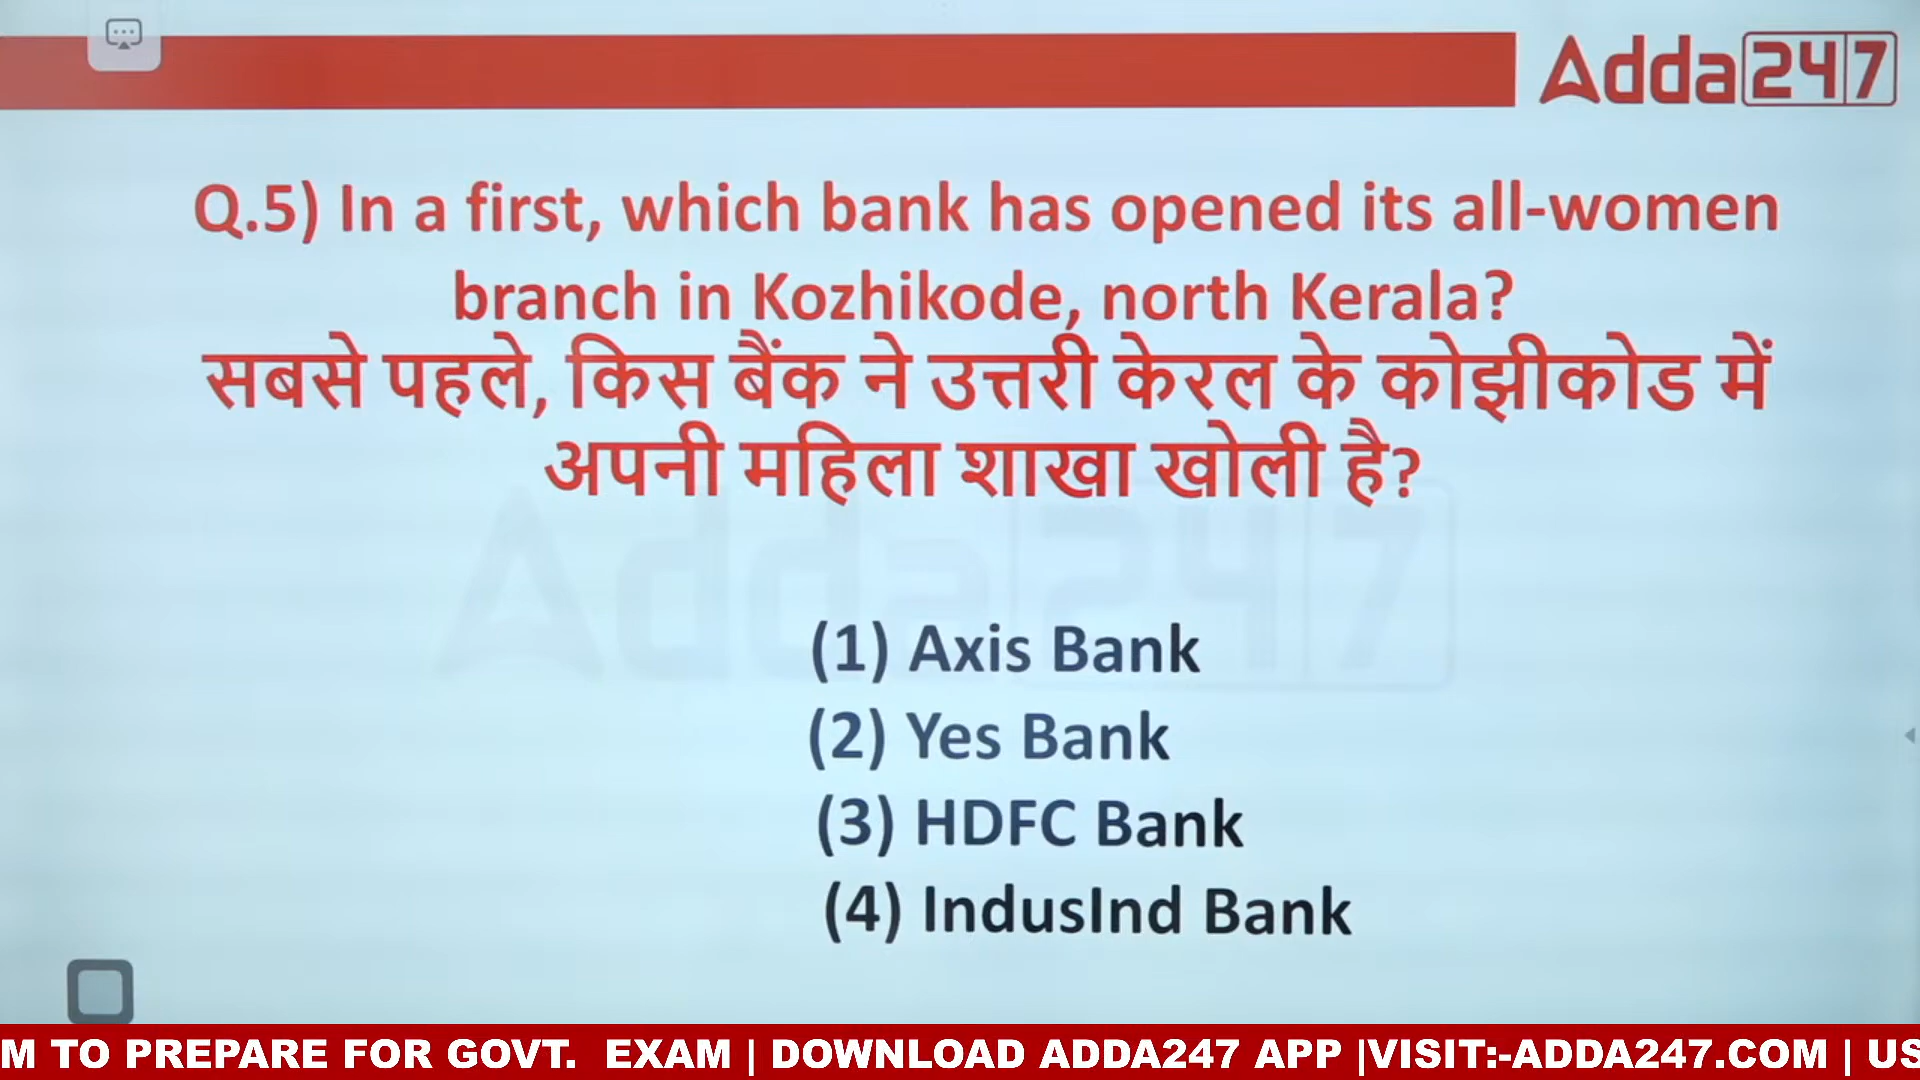 Adda247
Q.5) In a first, which bank has opened its all-women
branch in Kozhikode, north Kerala?
सबसे पहले, किस बैंक ने उत्तरी केरल के कोझीकोड में
अपनी महिला शाखा खोली है?
Adda247
(1) Axis Bank
(2) Yes Bank
(3) HDFC Bank
(4) IndusInd Bank
M TO PREPARE FOR GOVT. EXAM | DOWNLOAD ADDA247 APP |VISIT:-ADDA247.COM | US